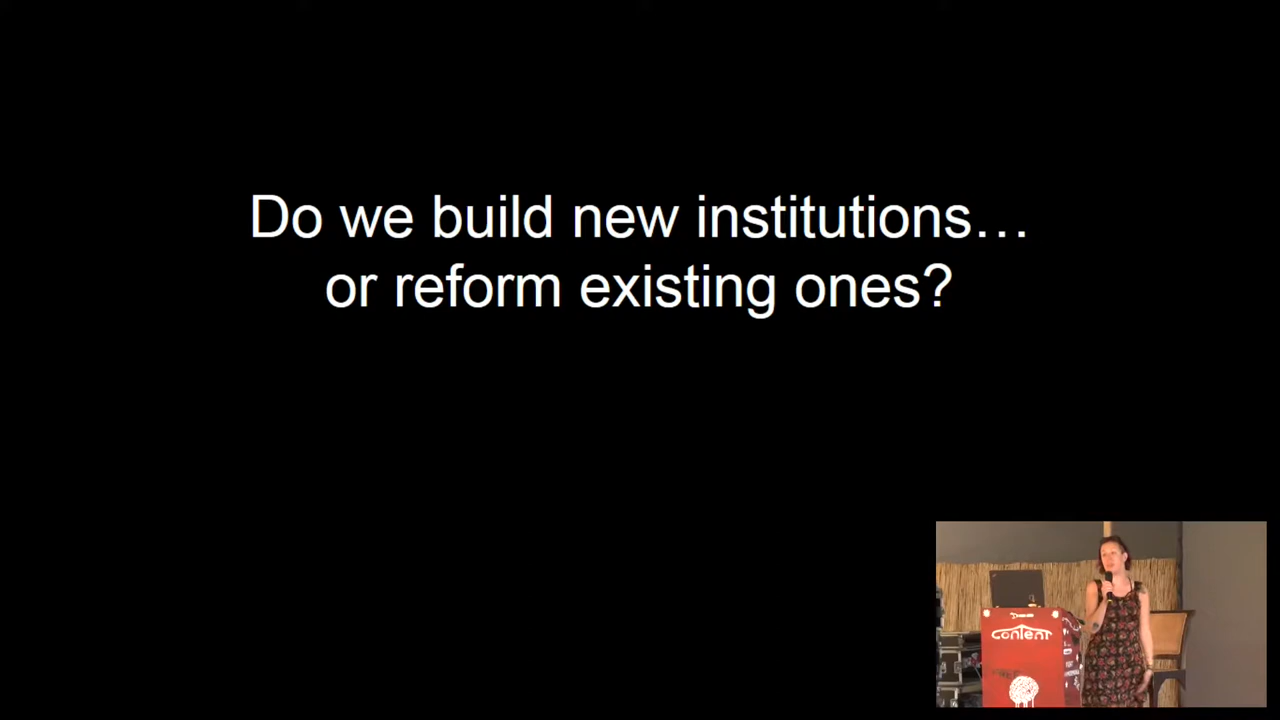 Do we build new institutions…
or reform existing ones?
content